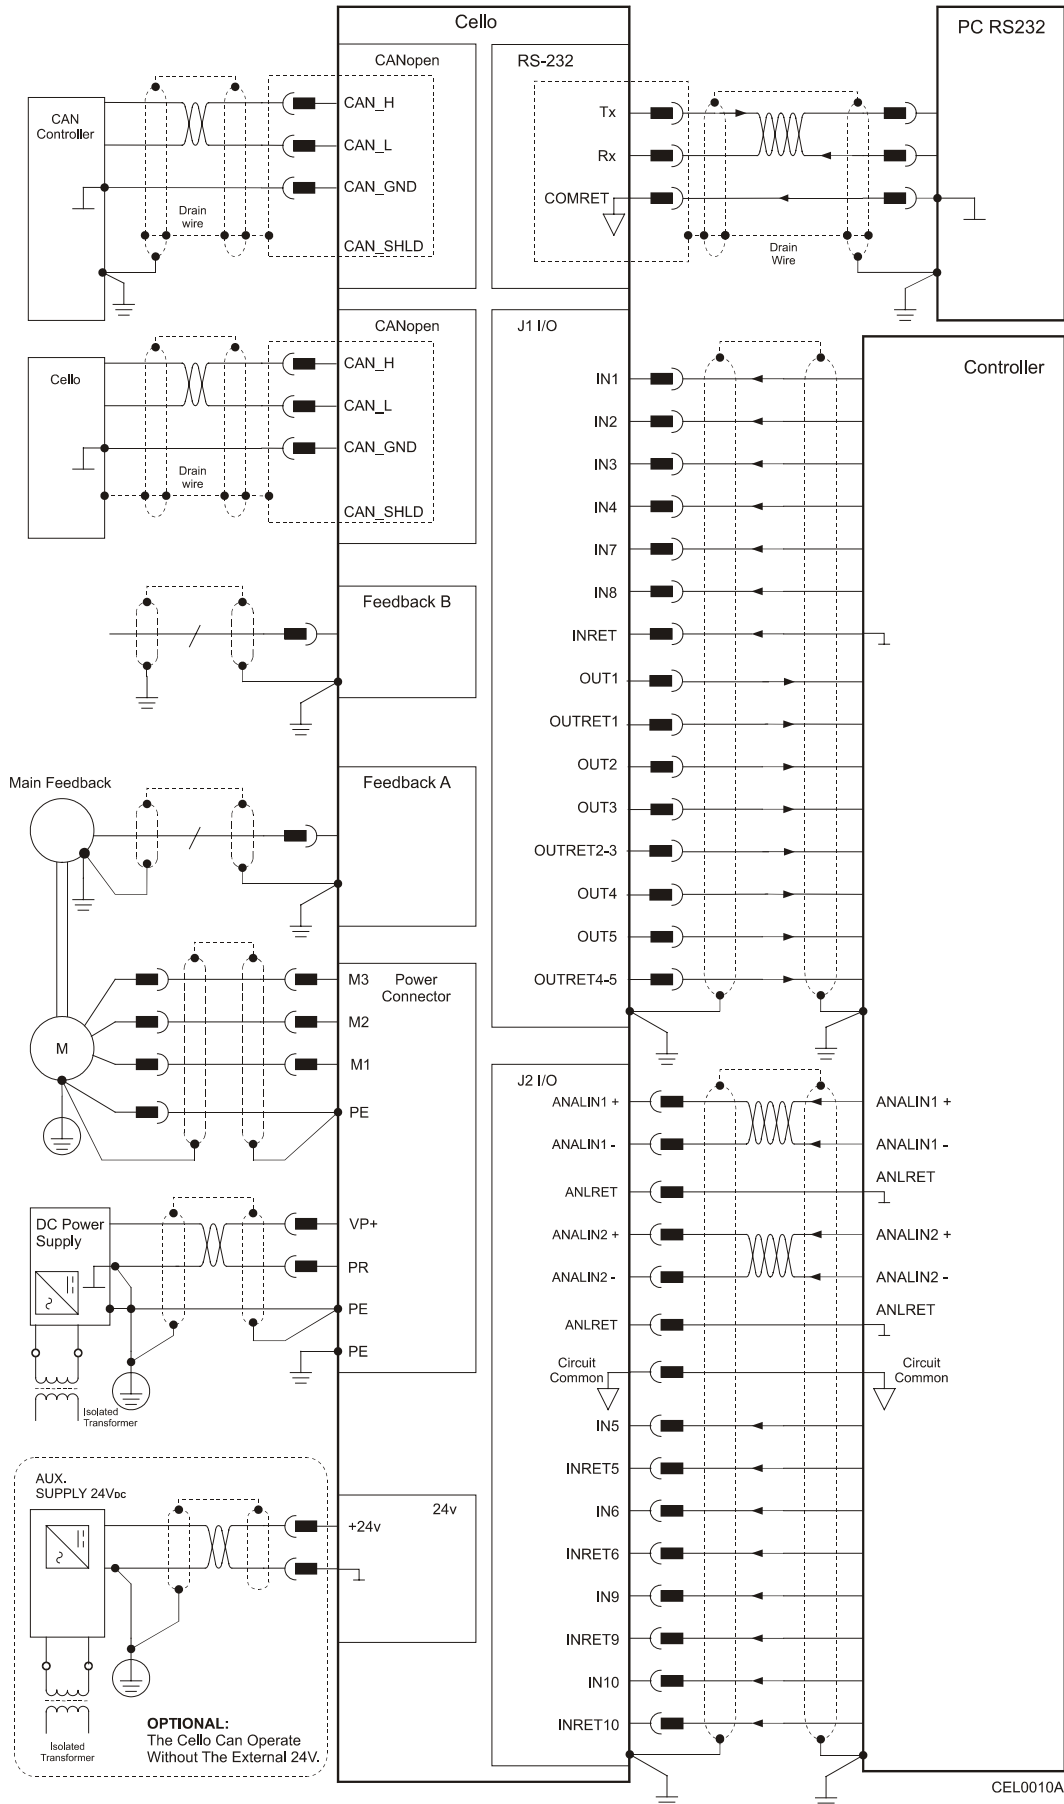 Cello
PC RS232
CANopen
CAN
Controller
CAN_H
CAN_L
CAN_GND
CAN_SHLD
Drain
wire
RS-232
Tx
Rx
COMRET
Drain
Wire
CANopen
Cello
CAN_H
CAN_L
CAN_GND
CAN_SHLD
Drain
wire
Feedback B
Main Feedback
Feedback A
M
M3
M2
M1
PE
Power
Connector
DC Power
Supply
VP+
PR
PE
PE
Isolated
Transformer
AUX.
SUPPLY 24VDC
24v
+24v
Isolated
Transformer
OPTIONAL:
The Cello Can Operate
Without The External 24V.
J1 I/O
Controller
IN1
IN2
IN3
IN4
IN7
IN8
INRET
OUT1
OUTRET1
OUT2
OUT3
OUTRET2-3
OUT4
OUT5
OUTRET4-5
J2 I/O
ANALIN1 +
ANALIN1 +
ANALIN1 -
ANALIN1 -
ANLRET
ANLRET
ANALIN2 +
ANALIN2 +
ANALIN2 -
ANALIN2 -
ANLRET
ANLRET
Circuit
Common
Circuit
Common
IN5
INRET5
IN6
INRET6
IN9
INRET9
IN10
INRET10
CEL0010A